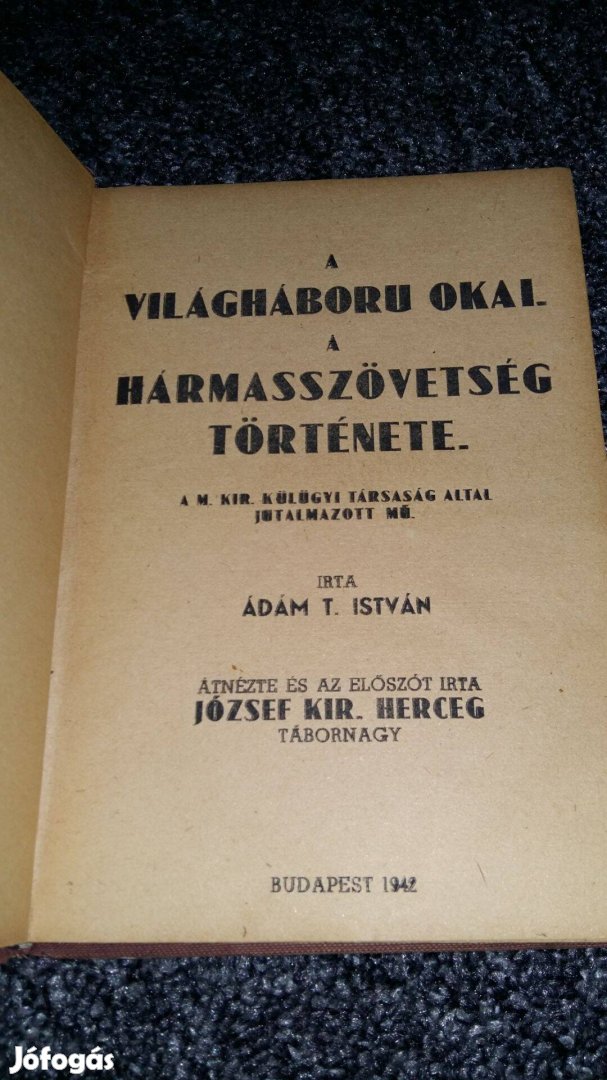 A
VILÁGHÁBORU OKAI.
A
HÁRMASSZÖVETSÉG
TÖRTÉNETE.
A M. KIR. KÜLÜGYI TÁRSASÁG ALTAL
JUTALMAZOTT MŰ.
IRTA
ÁDÁM T. ISTVÁN
ÁTNÉZTE ÉS AZ ELŐSZÓT IRTA
JÓZSEF KIR. HERCEG
TÁBORNAGY
BUDAPEST 1942
Jófogás